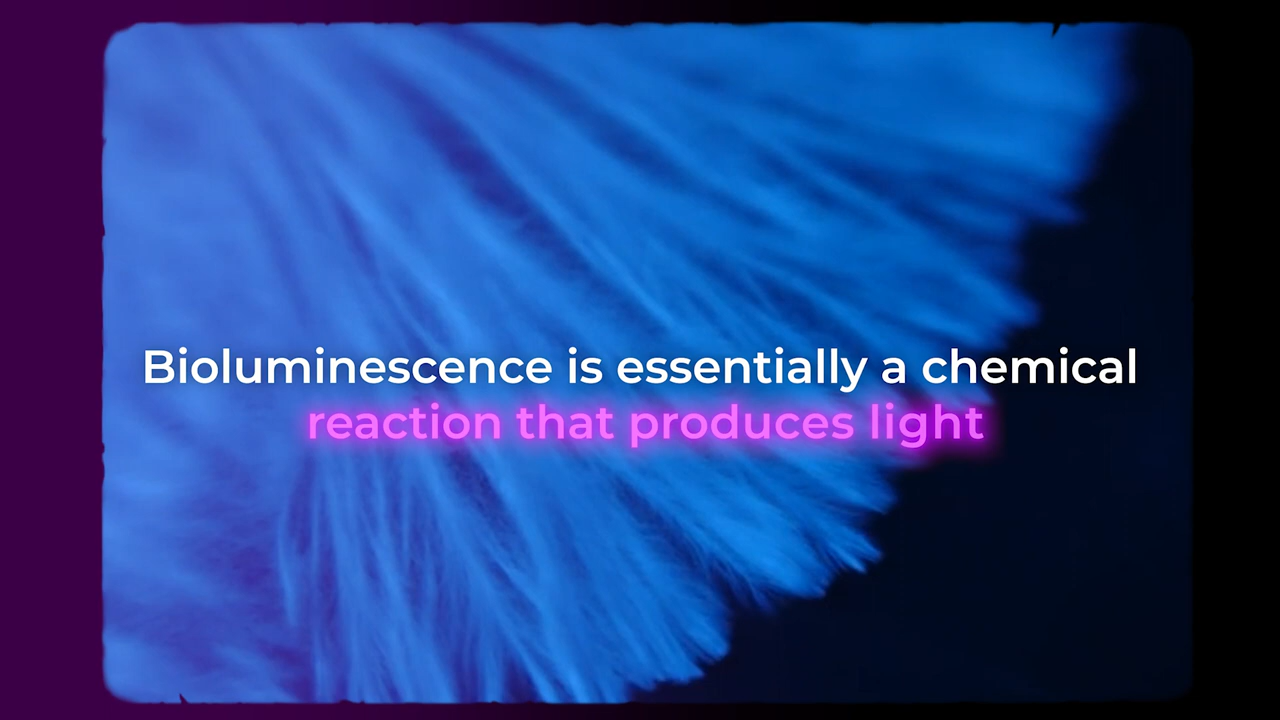 Bioluminescence is essentially a chemical
reaction that produces light